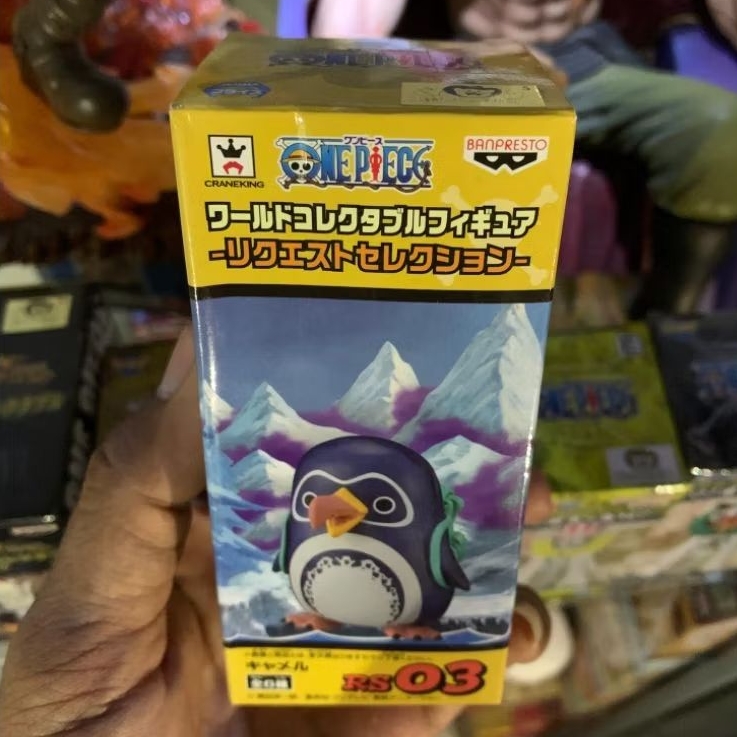 CRANEKING
ワンピース
ONE PIECE
BANPRESTO
ワールドコレクタブルフィギュア
-リクエストセレクション-
キャメル
全6種
RS03